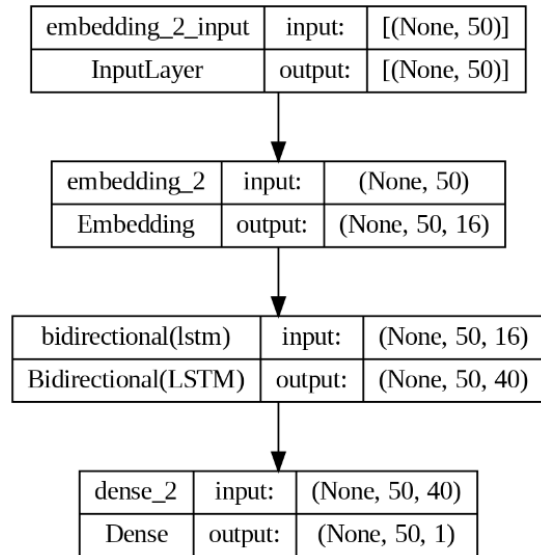 embedding_2_input input: [(None, 50)]
InputLayer output: [(None, 50)]
embedding_2 input: (None, 50)
Embedding output: (None, 50, 16)
bidirectional(lstm) input: (None, 50, 16)
Bidirectional(LSTM) output: (None, 50, 40)
dense_2 input: (None, 50, 40)
Dense output: (None, 50, 1)